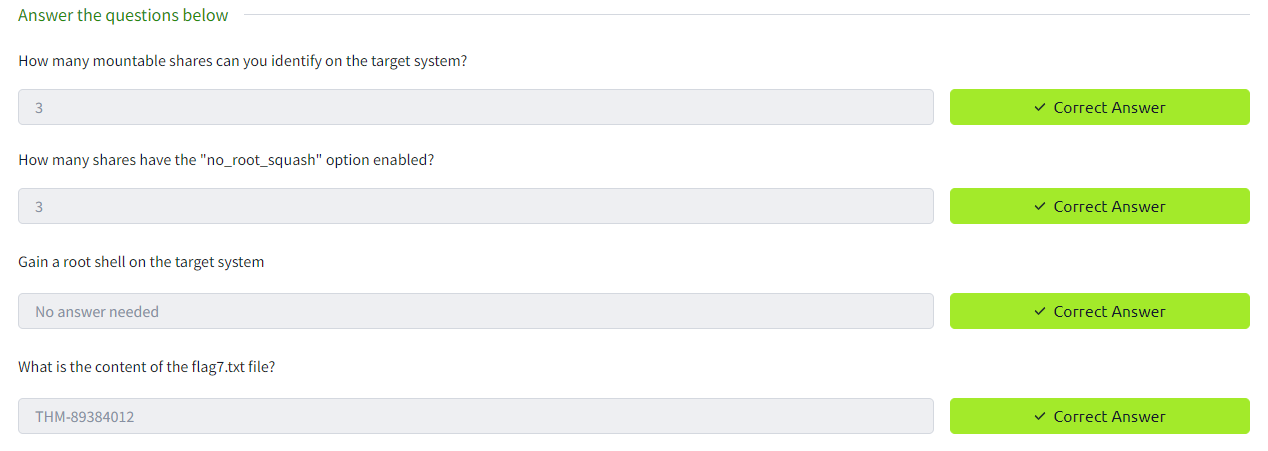 Answer the questions below
How many mountable shares can you identify on the target system?
3
✓ Correct Answer
How many shares have the "no_root_squash" option enabled?
3
✓ Correct Answer
Gain a root shell on the target system
No answer needed
✓ Correct Answer
What is the content of the flag7.txt file?
THM-89384012
✓ Correct Answer